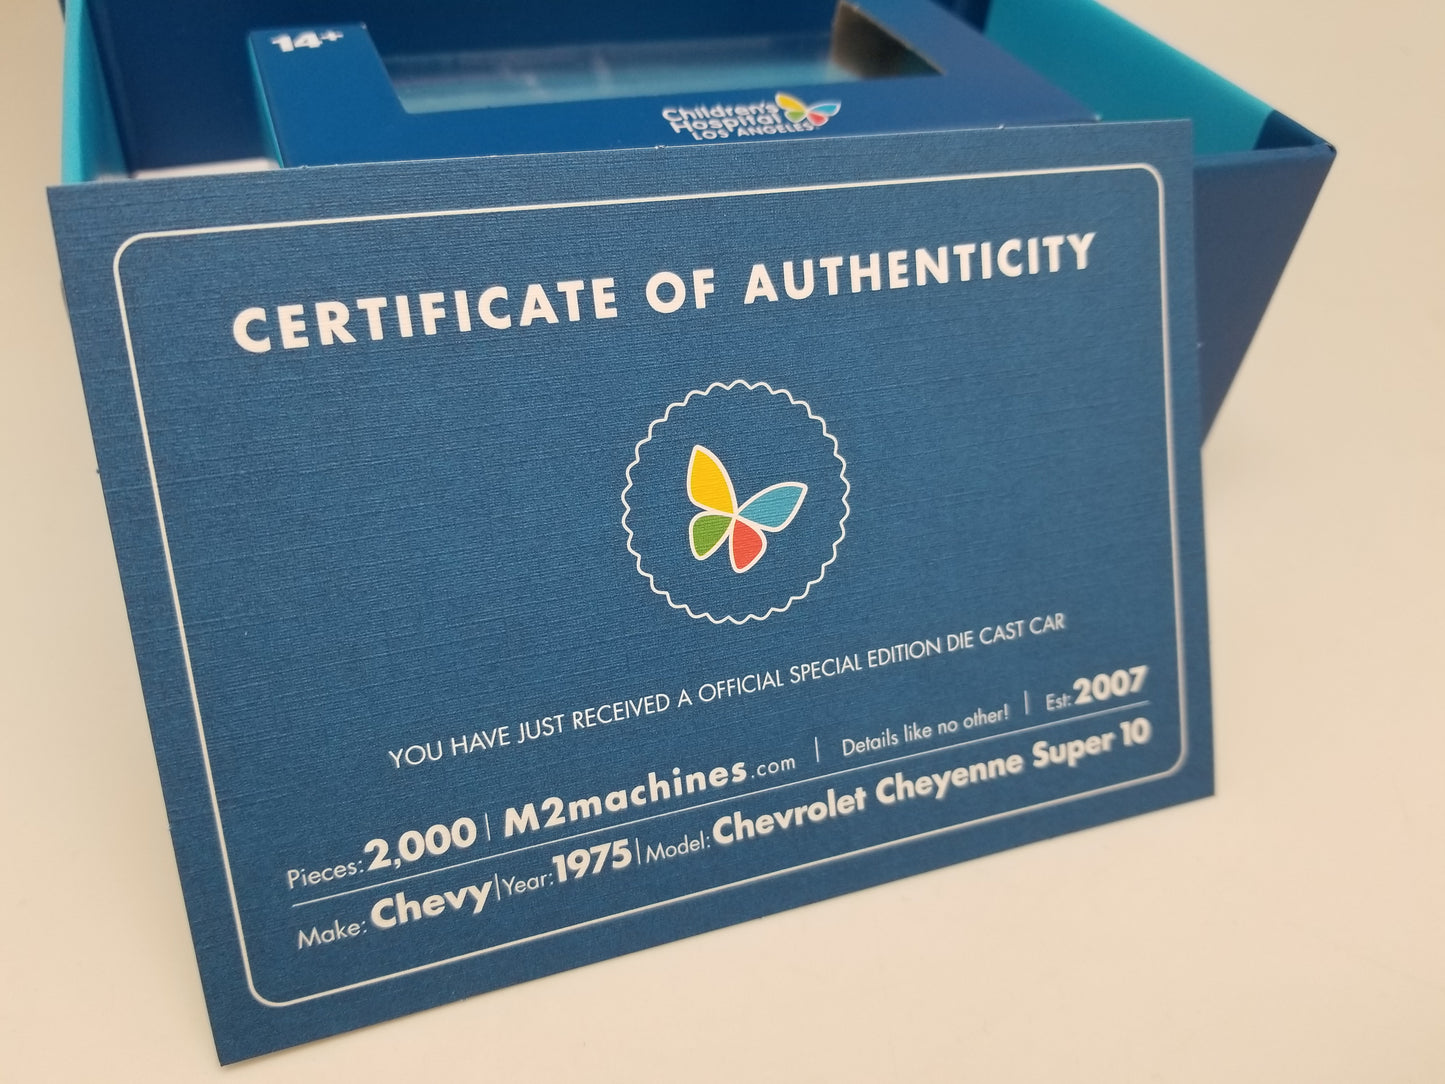 14+
Children's
Hospital
LOS ANGELES
CERTIFICATE OF AUTHENTICITY
YOU HAVE JUST RECEIVED A OFFICIAL SPECIAL EDITION DIE CAST CAR
Pieces: 2,000 | M2machines.com | Details like no other! | Est: 2007
Make: Chevy | Year: 1975 | Model: Chevrolet Cheyenne Super 10